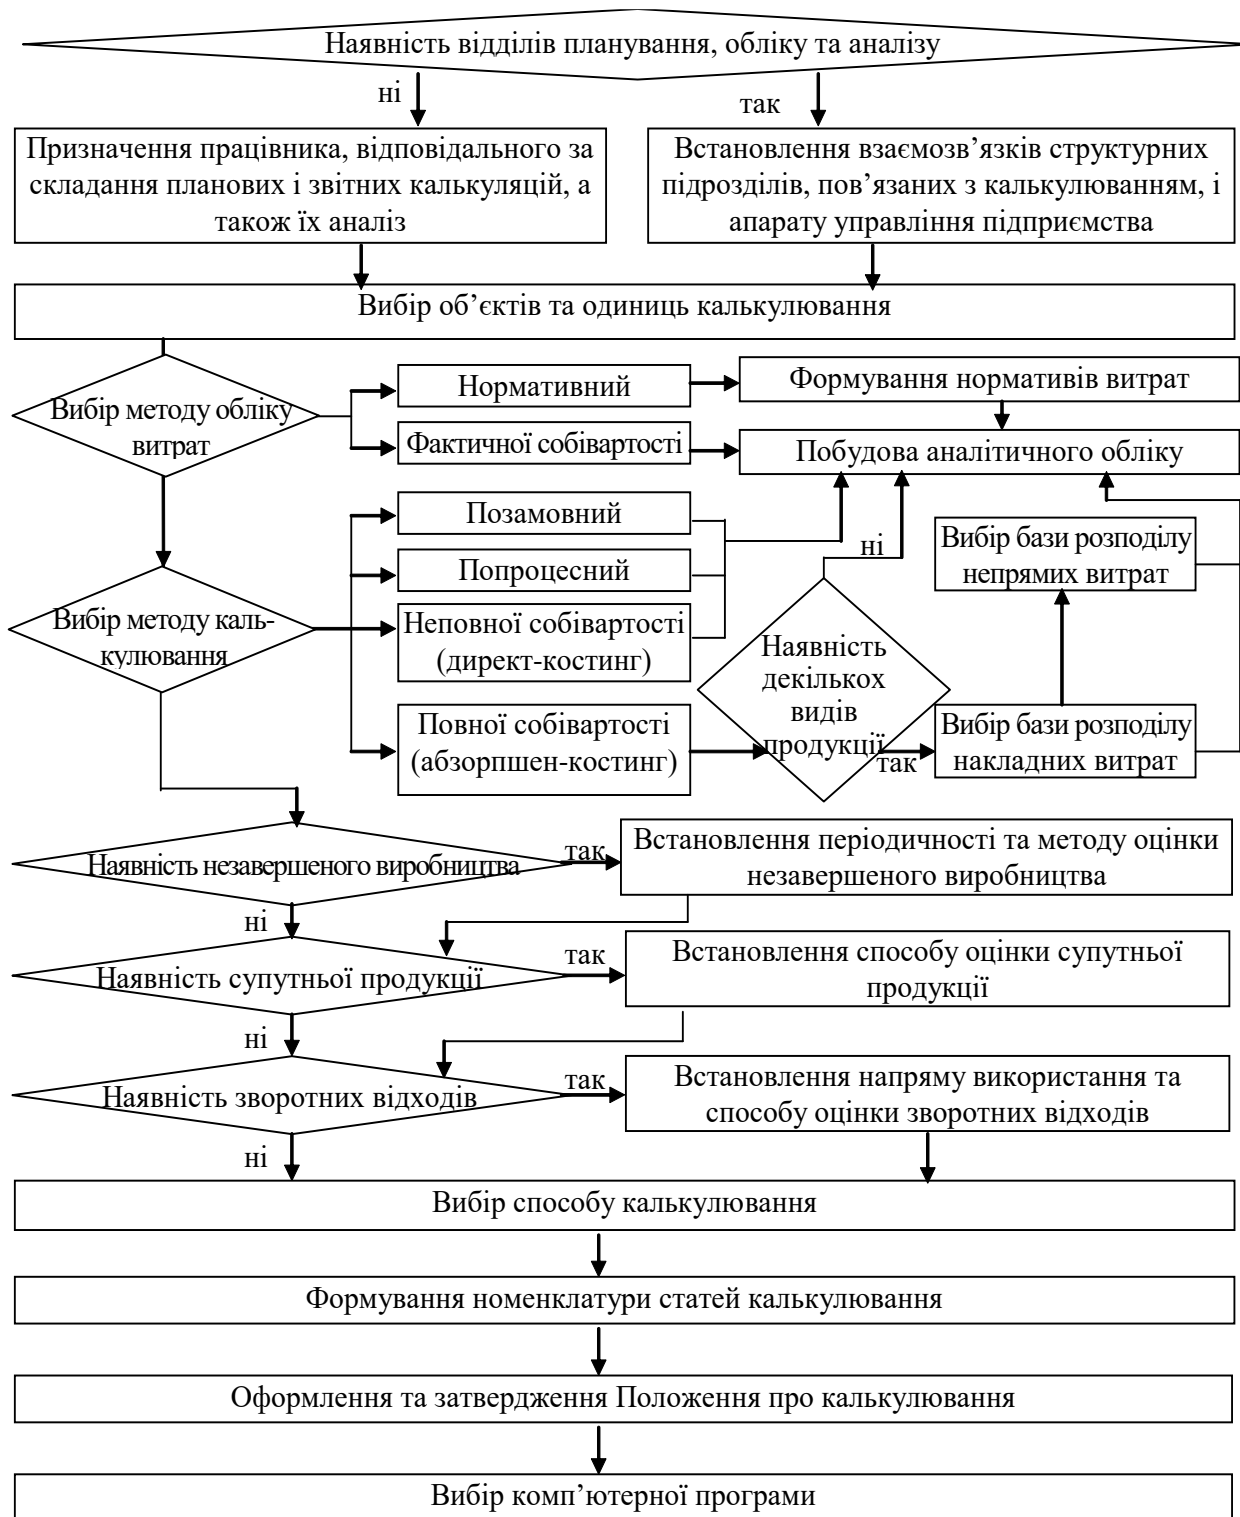 Наявність відділів планування, обліку та аналізу
ні
так
Призначення працівника, відповідального за
складання планових і звітних калькуляцій, а
також їх аналіз
Встановлення взаємозв’язків структурних
підрозділів, пов’язаних з калькулюванням, і
апарату управління підприємства
Вибір об’єктів та одиниць калькулювання
Вибір методу обліку
витрат
Нормативний
Формування нормативів витрат
Фактичної собівартості
Побудова аналітичного обліку
Вибір методу каль-
кулювання
Позамовний
Попроцесний
Неповної собівартості
(директ-костинг)
Повної собівартості
(абзорпшен-костинг)
Наявність
декількох
видів
продукції
ні
так
Вибір бази розподілу
непрямих витрат
Вибір бази розподілу
накладних витрат
Наявність незавершеного виробництва
так
Встановлення періодичності та методу оцінки
незавершеного виробництва
ні
Наявність супутньої продукції
так
Встановлення способу оцінки супутньої
продукції
ні
Наявність зворотних відходів
так
Встановлення напряму використання та
способу оцінки зворотних відходів
ні
Вибір способу калькулювання
Формування номенклатури статей калькулювання
Оформлення та затвердження Положення про калькулювання
Вибір комп’ютерної програми